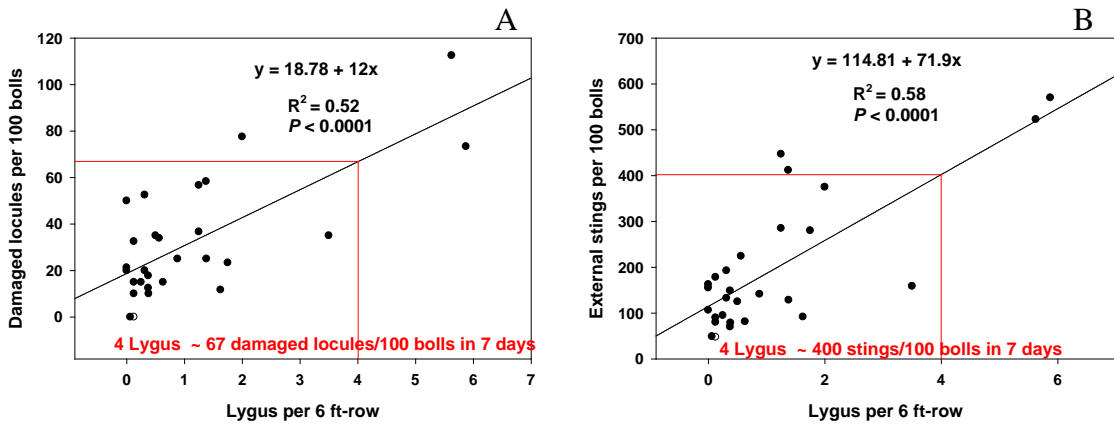 A
y = 18.78 + 12x
R² = 0.52
P < 0.0001
Damaged locules per 100 bolls
120
100
80
60
40
20
0
4 Lygus ~ 67 damaged locules/100 bolls in 7 days
0 1 2 3 4 5 6 7
Lygus per 6 ft-row
B
y = 114.81 + 71.9x
R² = 0.58
P < 0.0001
External stings per 100 bolls
700
600
500
400
300
200
100
0
4 Lygus ~ 400 stings/100 bolls in 7 days
0 2 4 6
Lygus per 6 ft-row